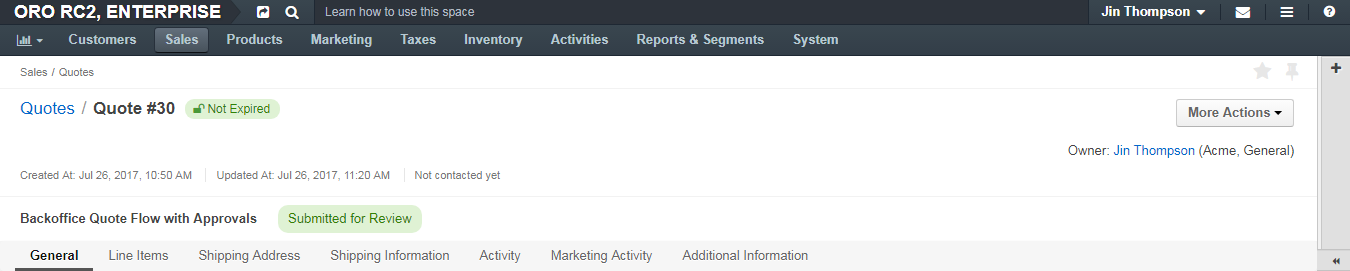 ORO RC2, ENTERPRISE Learn how to use this space Jin Thompson
Customers Sales Products Marketing Taxes Inventory Activities Reports & Segments System
Sales / Quotes
Quotes / Quote #30 Not Expired More Actions
Owner: Jin Thompson (Acme, General)
Created At: Jul 26, 2017, 10:50 AM Updated At: Jul 26, 2017, 11:20 AM Not contacted yet
Backoffice Quote Flow with Approvals Submitted for Review
General Line Items Shipping Address Shipping Information Activity Marketing Activity Additional Information